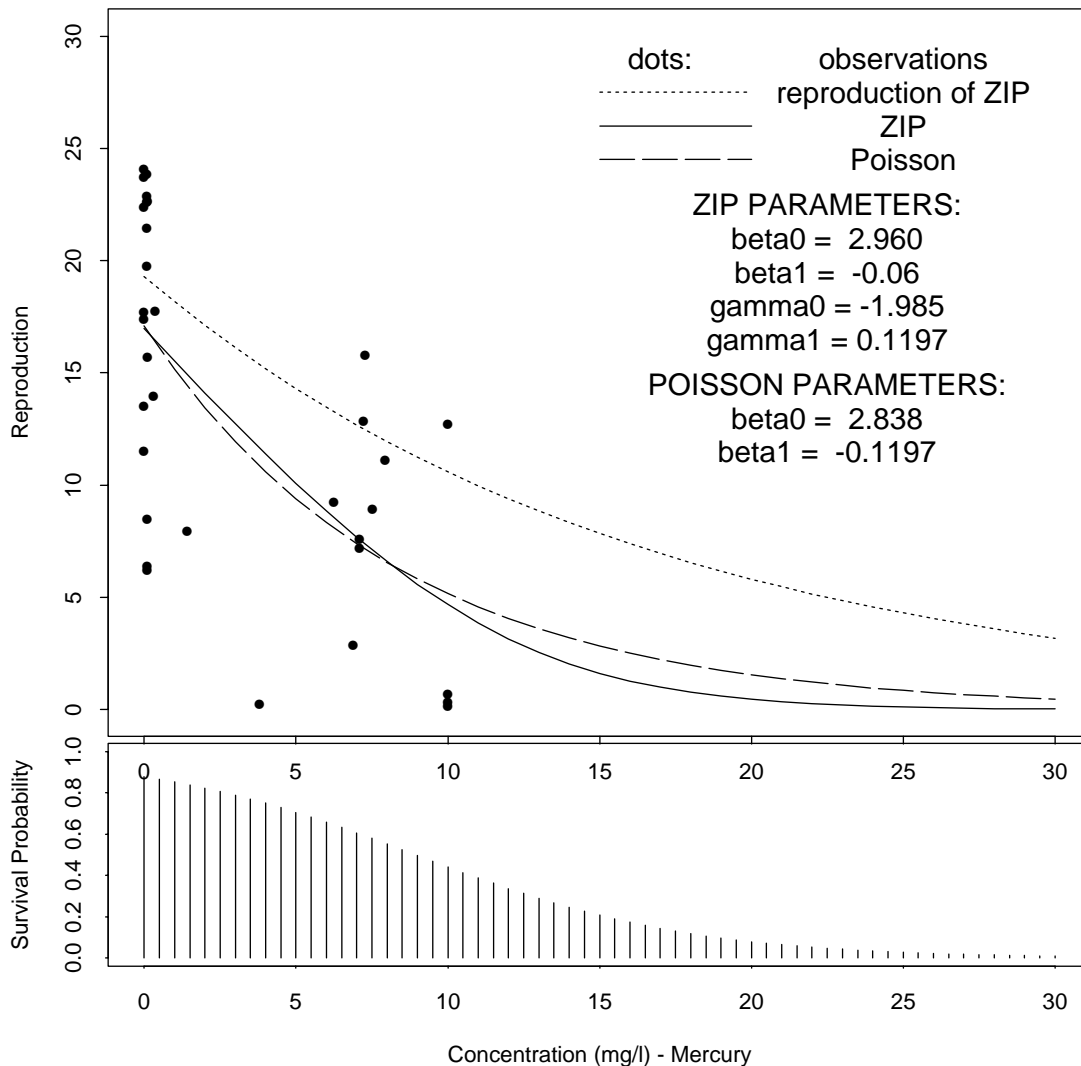 dots: observations
reproduction of ZIP
ZIP
Poisson
ZIP PARAMETERS:
beta0 = 2.960
beta1 = -0.06
gamma0 = -1.985
gamma1 = 0.1197
POISSON PARAMETERS:
beta0 = 2.838
beta1 = -0.1197
Reproduction
30
25
20
15
10
5
0
0 5 10 15 20 25 30
Survival Probability
1.0
0.8
0.6
0.4
0.2
0.0
0 5 10 15 20 25 30
Concentration (mg/l) - Mercury